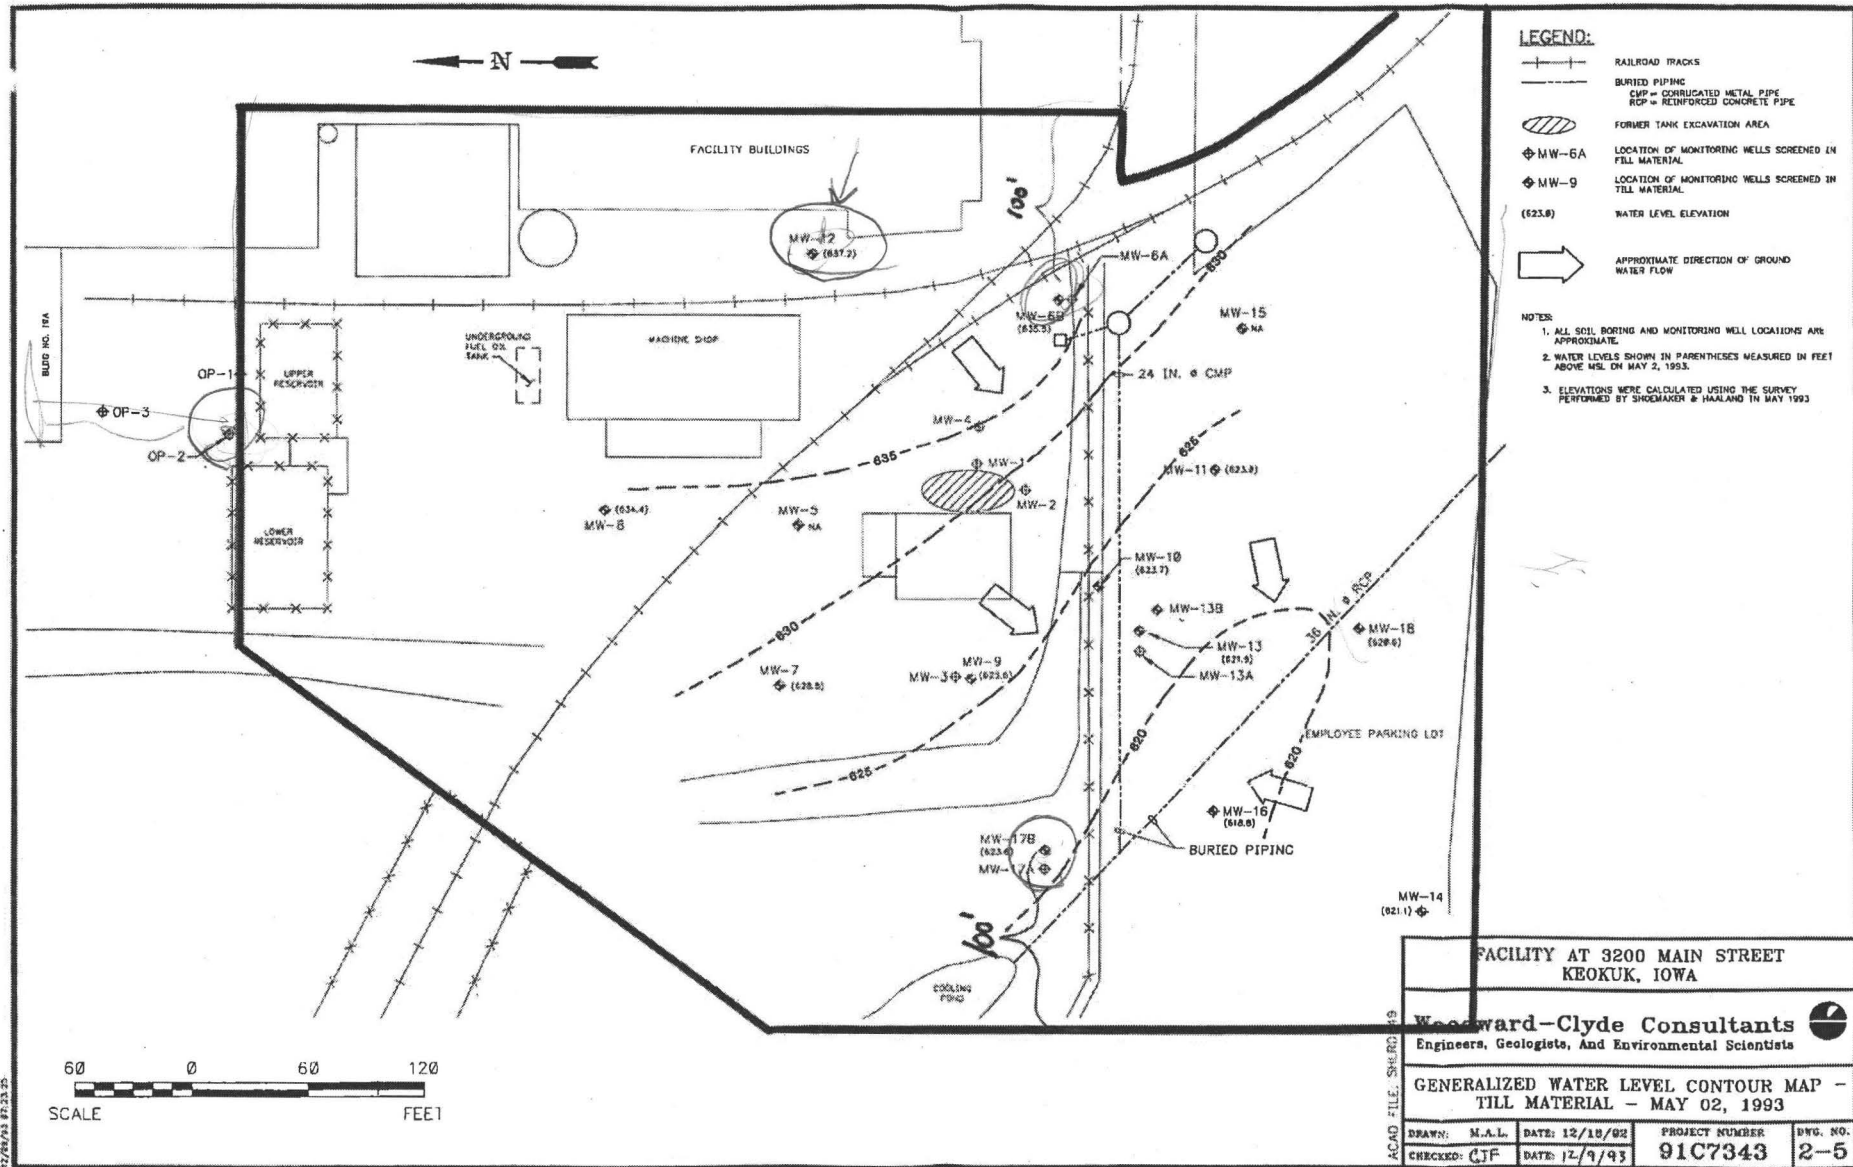 N
LEGEND:
RAILROAD TRACKS
BURIED PIPING
CMP = CORRUGATED METAL PIPE
RCP = REINFORCED CONCRETE PIPE
FORMER TANK EXCAVATION AREA
MW-6A LOCATION OF MONITORING WELLS SCREENED IN
FILL MATERIAL
MW-9 LOCATION OF MONITORING WELLS SCREENED IN
TILL MATERIAL
(623.8) WATER LEVEL ELEVATION
APPROXIMATE DIRECTION OF GROUND
WATER FLOW
NOTES:
1. ALL SOIL BORING AND MONITORING WELL LOCATIONS ARE
APPROXIMATE.
2. WATER LEVELS SHOWN IN PARENTHESES MEASURED IN FEET
ABOVE MSL ON MAY 2, 1993.
3. ELEVATIONS WERE CALCULATED USING THE SURVEY
PERFORMED BY SHOEMAKER & HAALAND IN MAY 1993
FACILITY BUILDINGS
100'
MW-12
(637.2)
MW-6A
630
MW-6B
(635.5)
MW-15
NA
BLDG NO. 19A
UNDERGROUND
FUEL OIL
TANK
MACHINE SHOP
OP-1
UPPER
RESERVOIR
24 IN. ø CMP
OP-3
OP-2
MW-4
635
MW-1
625
MW-11 (623.8)
MW-2
(634.4)
MW-8
MW-5
NA
LOWER
RESERVOIR
MW-10
(623.7)
MW-13B
36 IN. ø RCP
MW-18
(620.6)
630
MW-13
(621.9)
MW-7
(628.8)
MW-9
MW-3 (625.6)
MW-13A
620
EMPLOYEE PARKING LOT
620
625
MW-16
(618.8)
MW-17B
(623.6)
MW-17A
BURIED PIPING
MW-14
(621.1)
100'
COOLING
POND
60 0 60 120
SCALE FEET
FACILITY AT 3200 MAIN STREET
KEOKUK, IOWA
Woodward-Clyde Consultants
Engineers, Geologists, And Environmental Scientists
GENERALIZED WATER LEVEL CONTOUR MAP -
TILL MATERIAL - MAY 02, 1993
DRAWN: M.A.L. DATE: 12/18/92 PROJECT NUMBER DWG. NO.
CHECKED: CJF DATE: 12/9/93 91C7343 2-5
ACAD FILE: